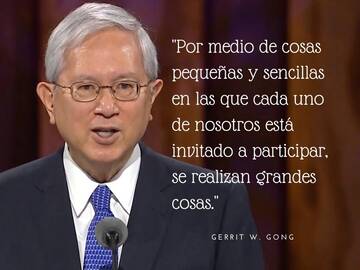 "Por medio de cosas
pequeñas y sencillas
en las que cada uno
de nosotros está
invitado a participar,
se realizan grandes
cosas."
GERRIT W. GONG